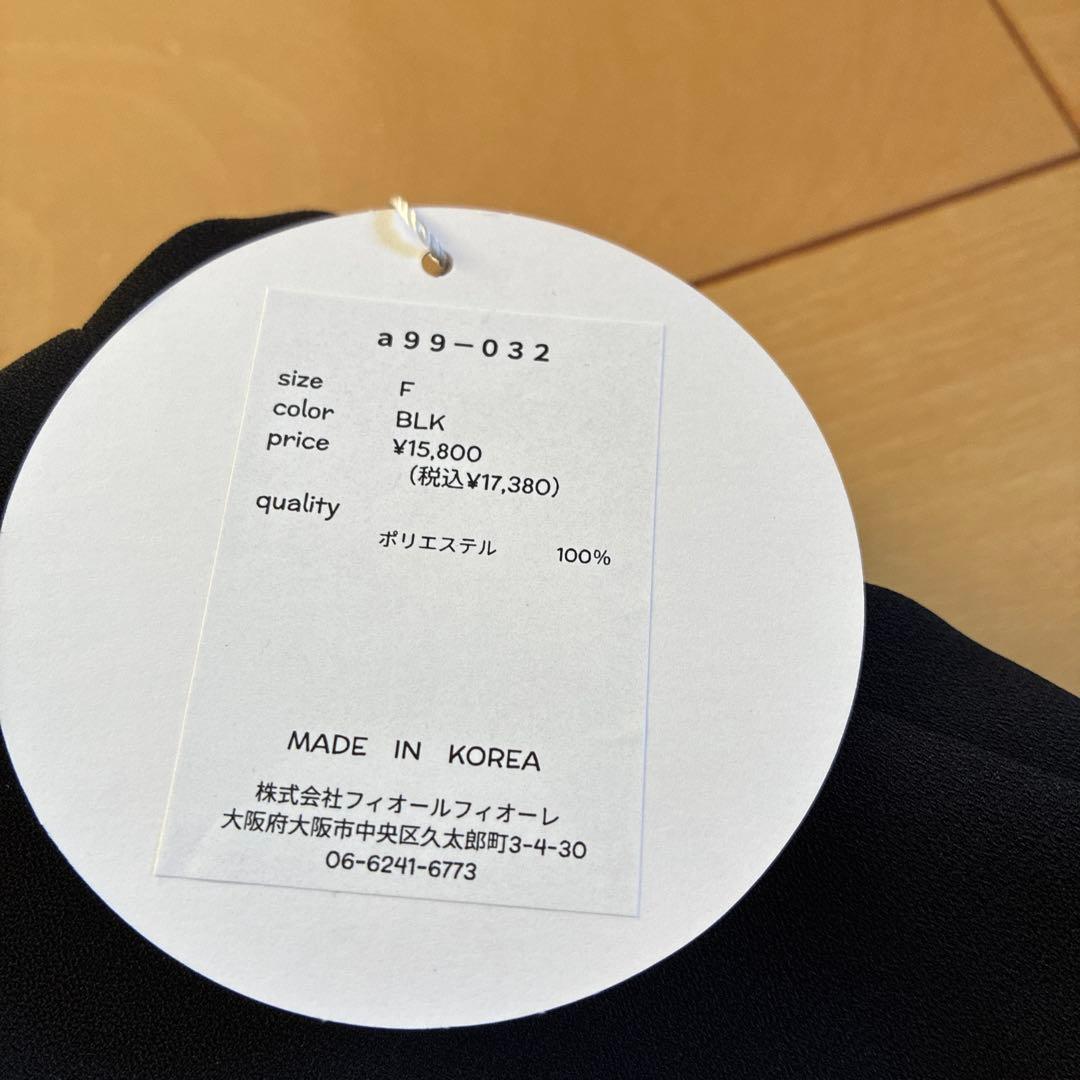 a99-032
size F
color BLK
price ¥15,800
(税込¥17,380)
quality
ポリエステル 100%
MADE IN KOREA
株式会社フィオールフィオーレ
大阪府大阪市中央区久太郎町3-4-30
06-6241-6773